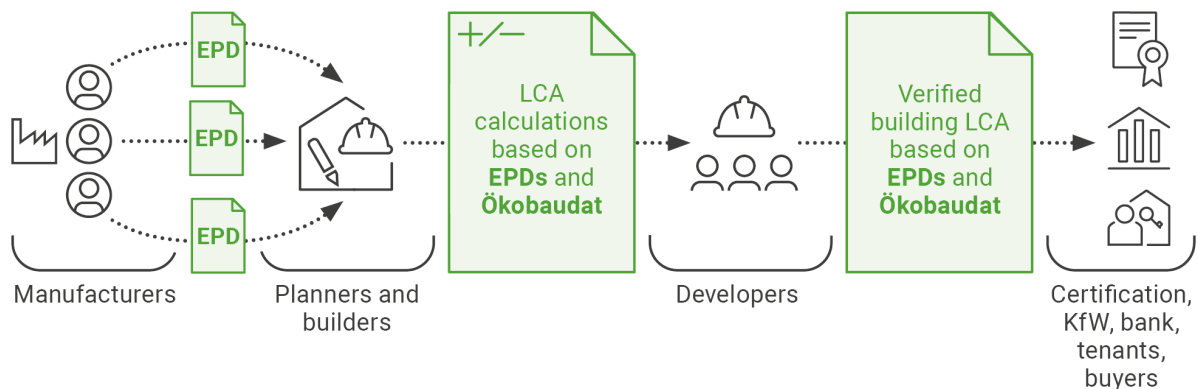 EPD
EPD
EPD
+/−
LCA
calculations
based on
EPDs and
Ökobaudat
Verified
building LCA
based on
EPDs and
Ökobaudat
Manufacturers
Planners and
builders
Developers
Certification,
KfW, bank,
tenants,
buyers